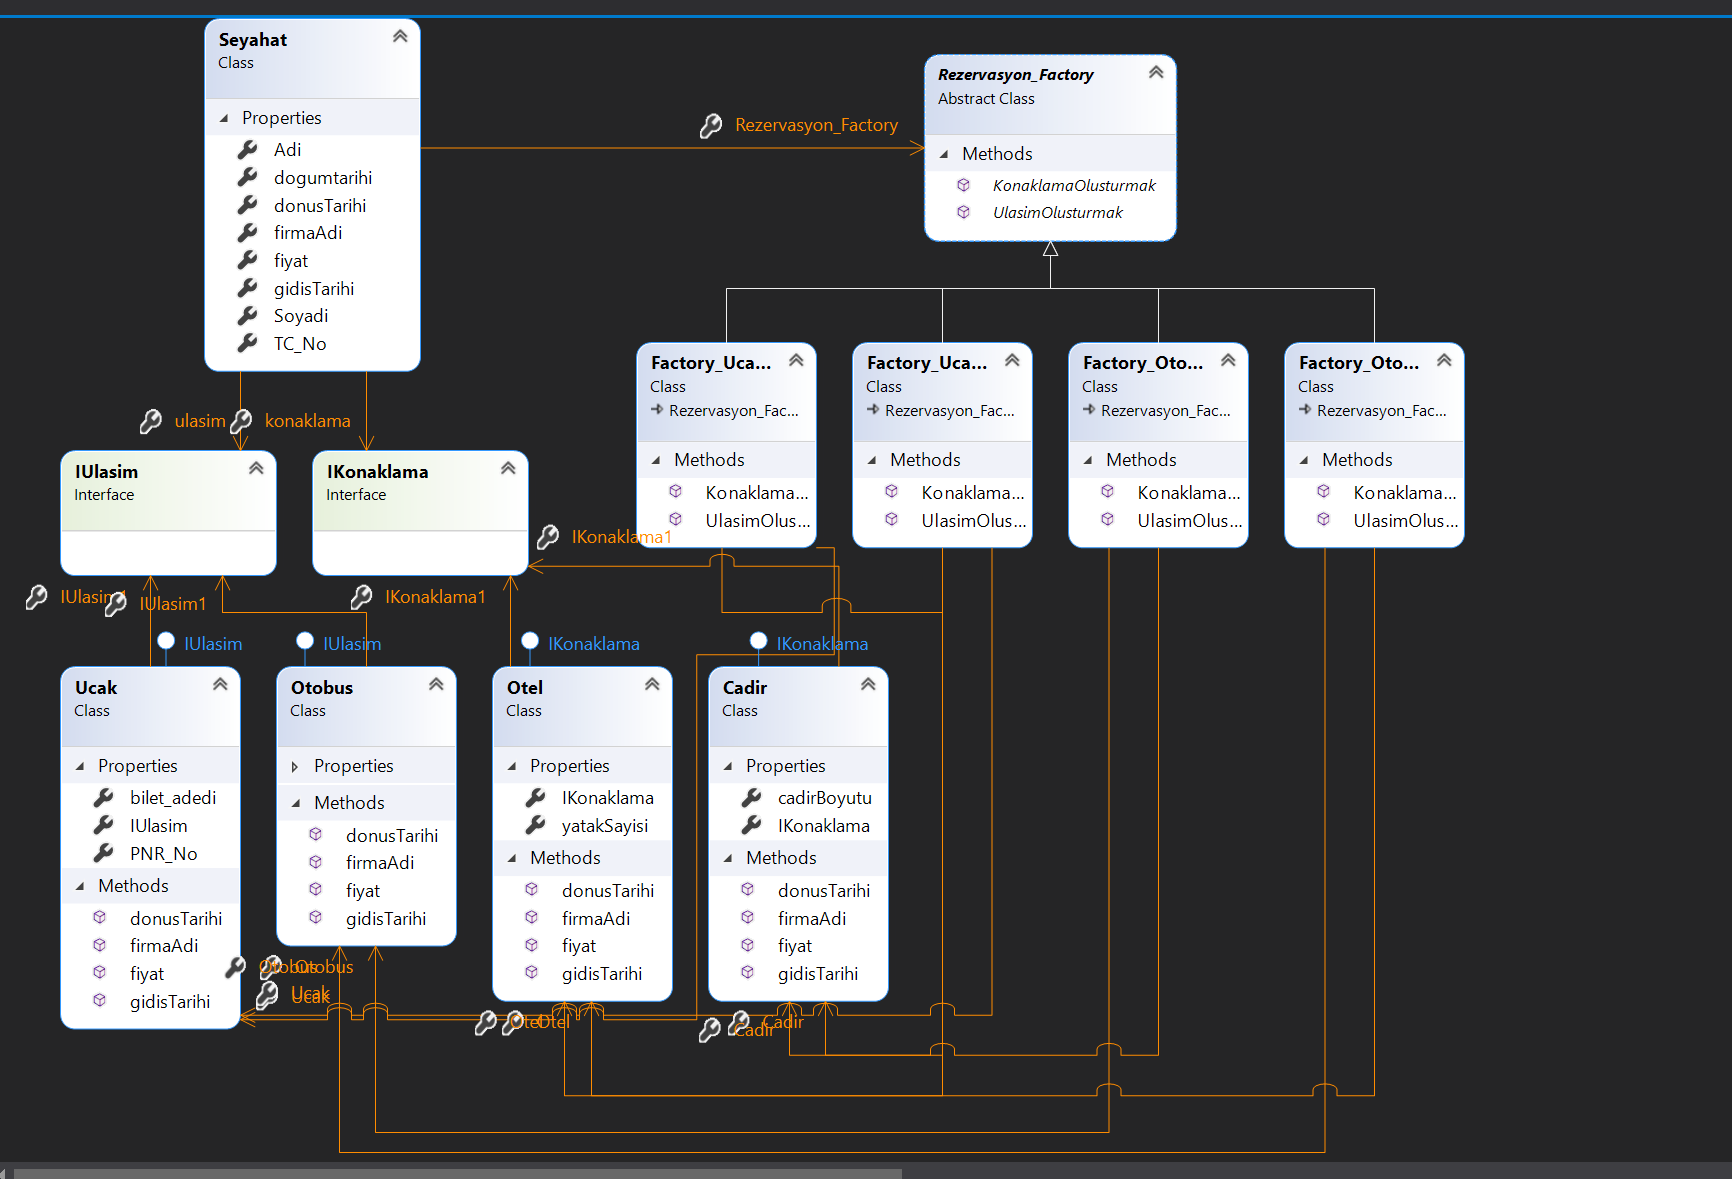 Seyahat
Class
Properties
Adi
dogumtarihi
donusTarihi
firmaAdi
fiyat
gidisTarihi
Soyadi
TC_No
Rezervasyon_Factory
Rezervasyon_Factory
Abstract Class
Methods
KonaklamaOlusturmak
UlasimOlusturmak
ulasim
konaklama
IUlasim
Interface
IKonaklama
Interface
Factory_Uca...
Class
Rezervasyon_Fac...
Methods
Konaklama...
UlasimOlus...
Factory_Uca...
Class
Rezervasyon_Fac...
Methods
Konaklama...
UlasimOlus...
Factory_Oto...
Class
Rezervasyon_Fac...
Methods
Konaklama...
UlasimOlus...
Factory_Oto...
Class
Rezervasyon_Fac...
Methods
Konaklama...
UlasimOlus...
IKonaklama1
IUlasim1
IUlasim1
IKonaklama1
IUlasim
IUlasim
IKonaklama
IKonaklama
Ucak
Class
Properties
bilet_adedi
IUlasim
PNR_No
Methods
donusTarihi
firmaAdi
fiyat
gidisTarihi
Otobus
Class
Properties
Methods
donusTarihi
firmaAdi
fiyat
gidisTarihi
Otel
Class
Properties
IKonaklama
yatakSayisi
Methods
donusTarihi
firmaAdi
fiyat
gidisTarihi
Cadir
Class
Properties
cadirBoyutu
IKonaklama
Methods
donusTarihi
firmaAdi
fiyat
gidisTarihi
Otobus
Otobus
Ucak
Ucak
Otel
Otel
Cadir
Cadir